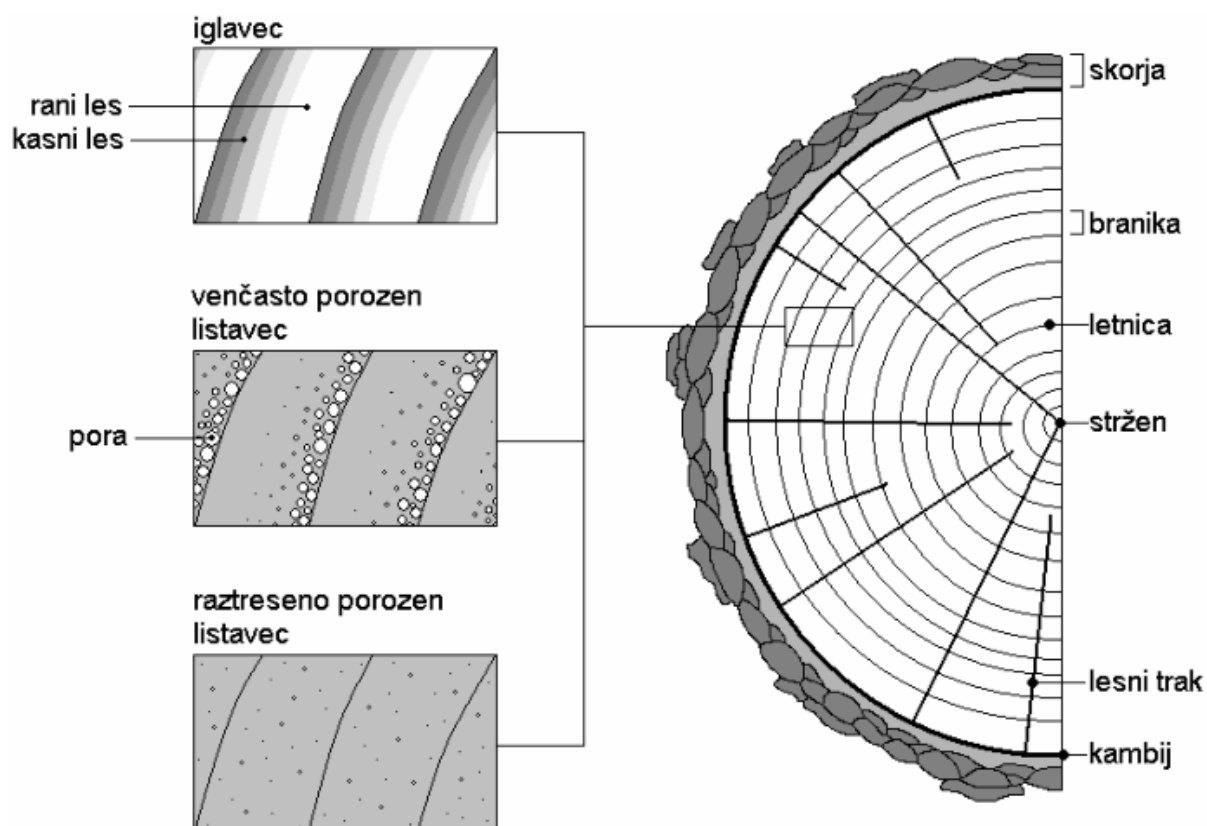 iglavec
rani les
kasni les
venčasto porozen
listavec
pora
raztreseno porozen
listavec
skorja
branika
letnica
stržen
lesni trak
kambij